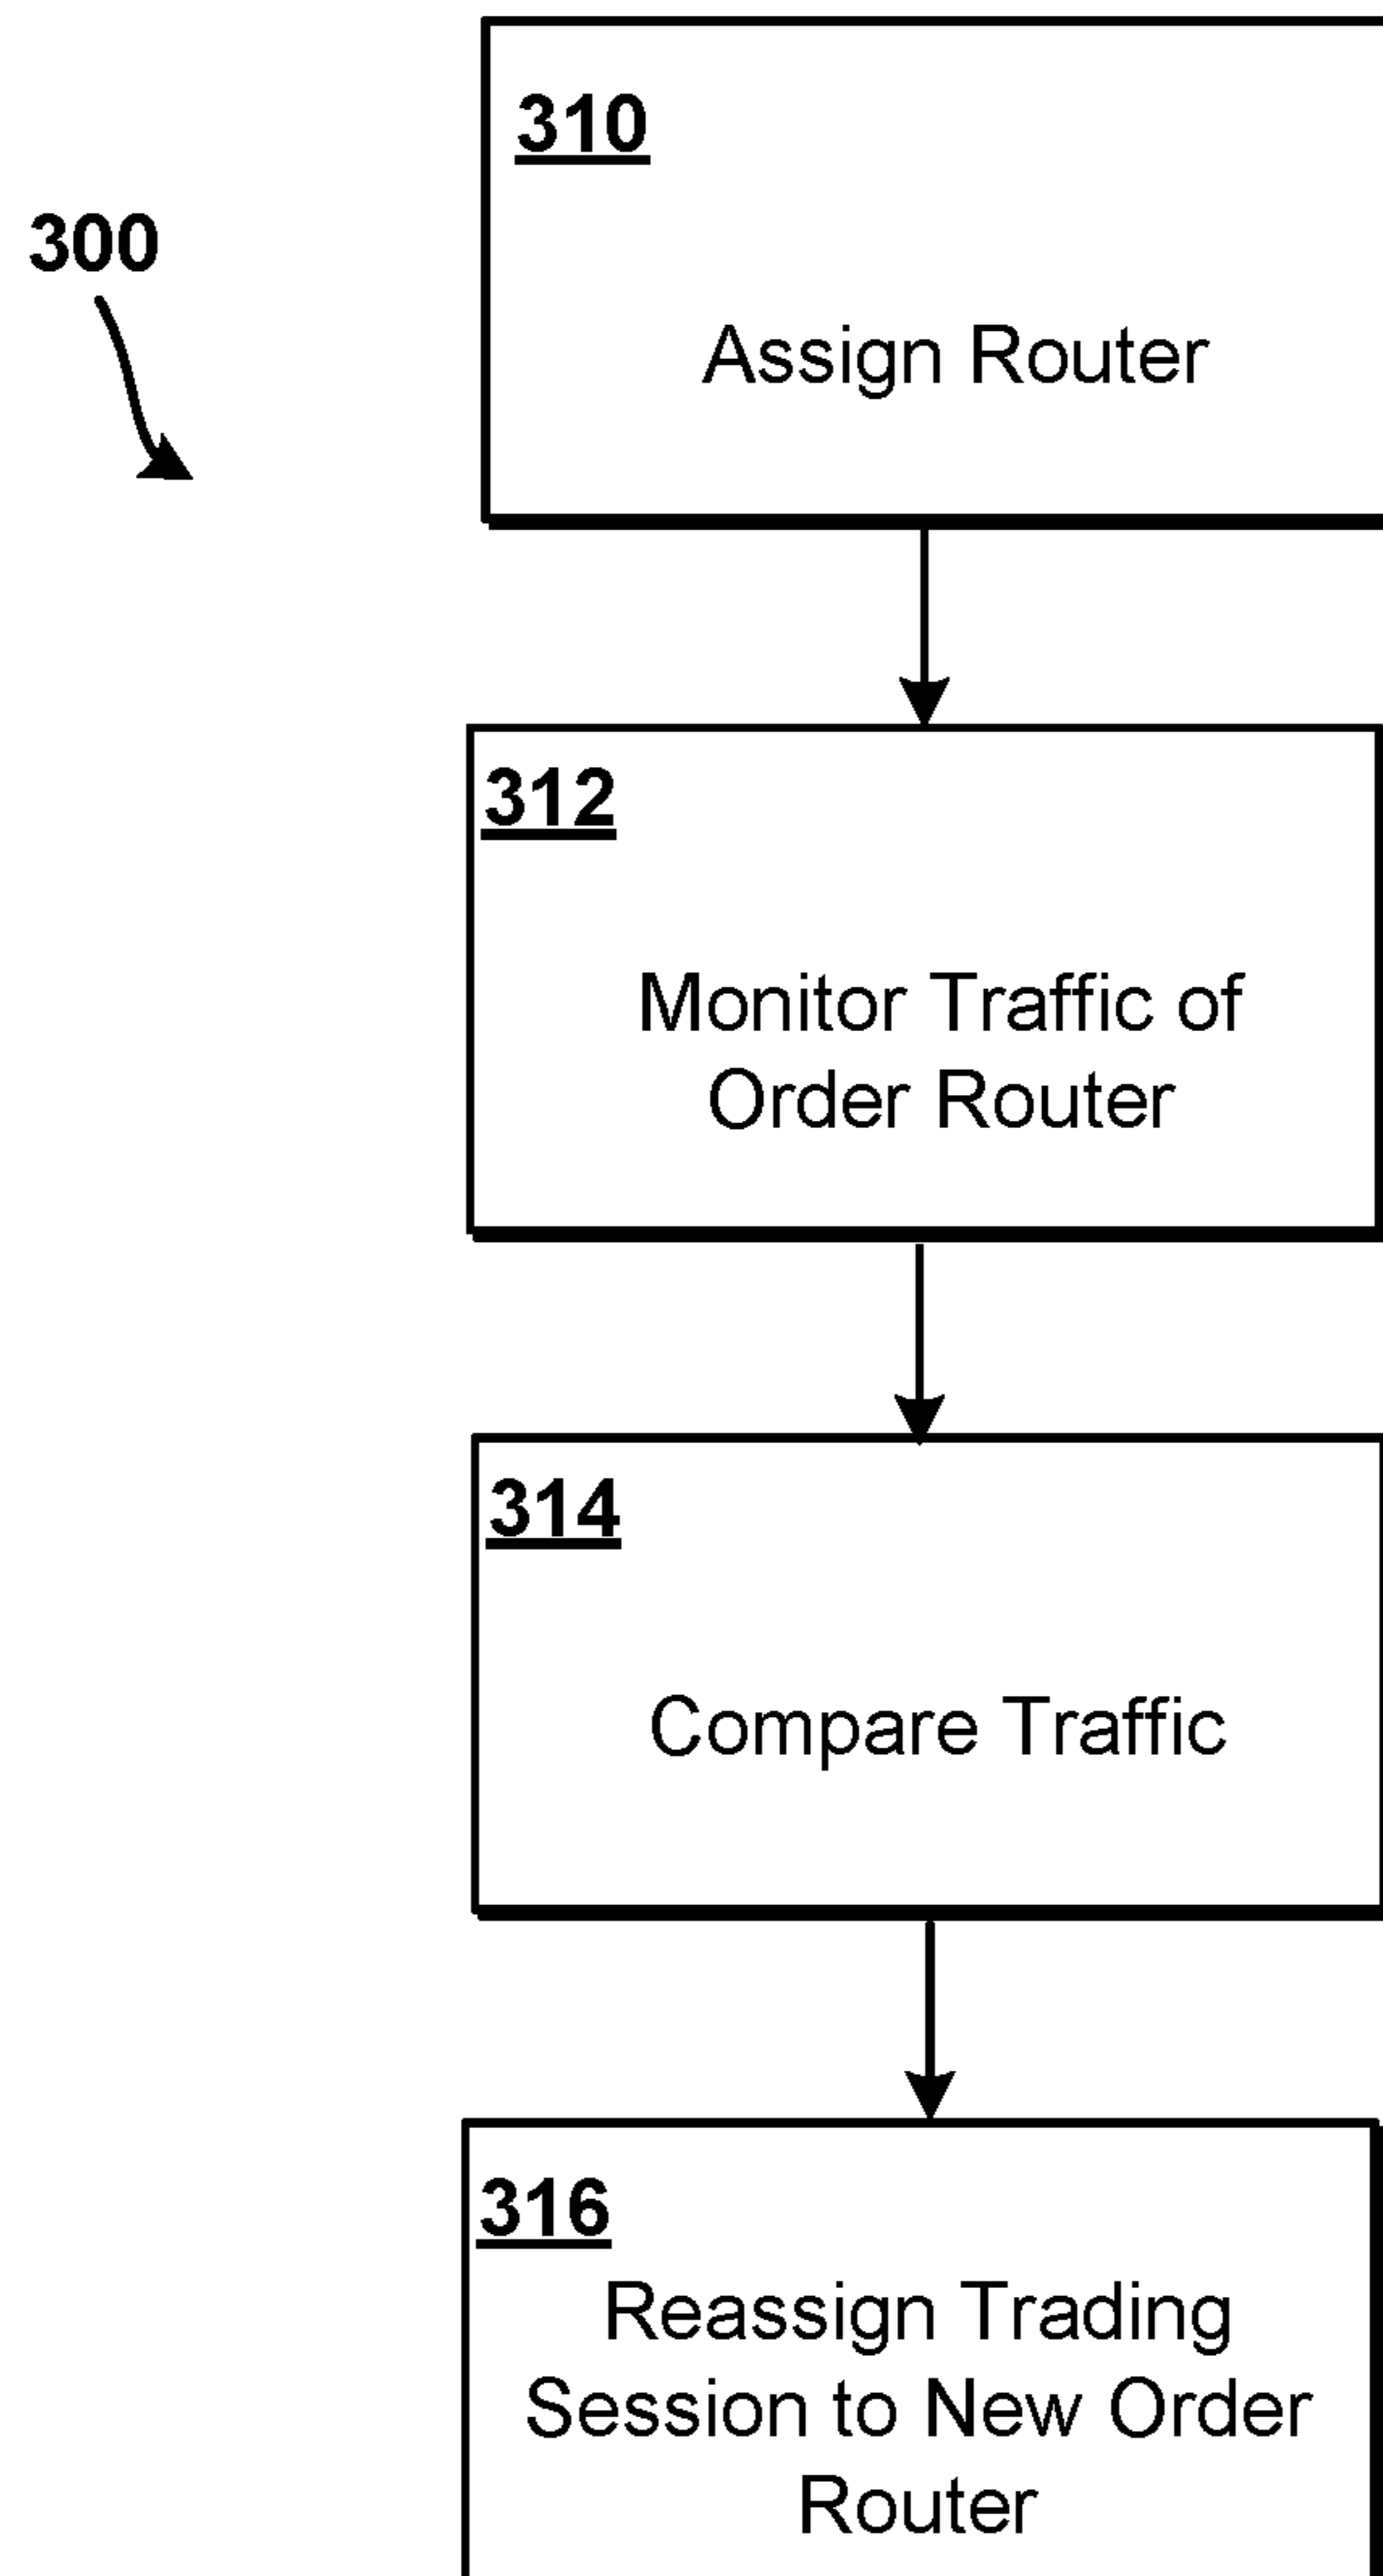 310
300
Assign Router
312
Monitor Traffic of
Order Router
314
Compare Traffic
316
Reassign Trading
Session to New Order
Router